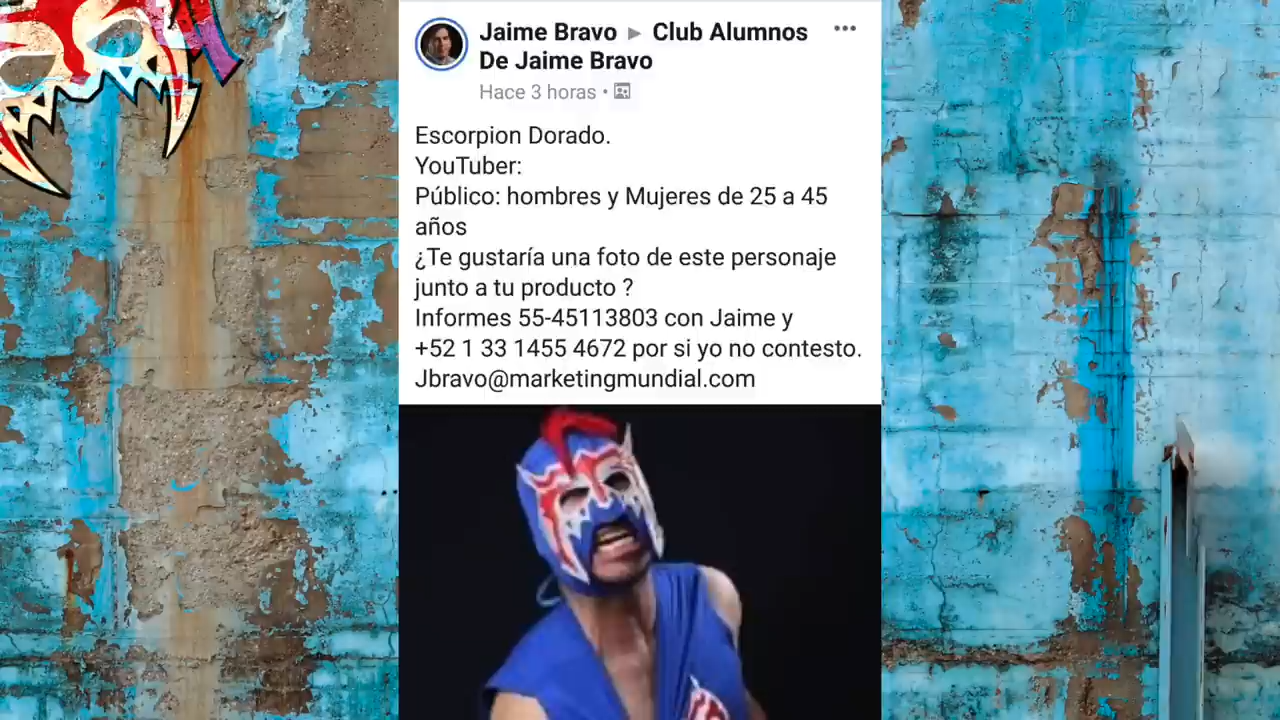 Jaime Bravo ▶ Club Alumnos
De Jaime Bravo
Hace 3 horas •
Escorpion Dorado.
YouTuber:
Público: hombres y Mujeres de 25 a 45
años
¿Te gustaría una foto de este personaje
junto a tu producto ?
Informes 55-45113803 con Jaime y
+52 1 33 1455 4672 por si yo no contesto.
Jbravo@marketingmundial.com